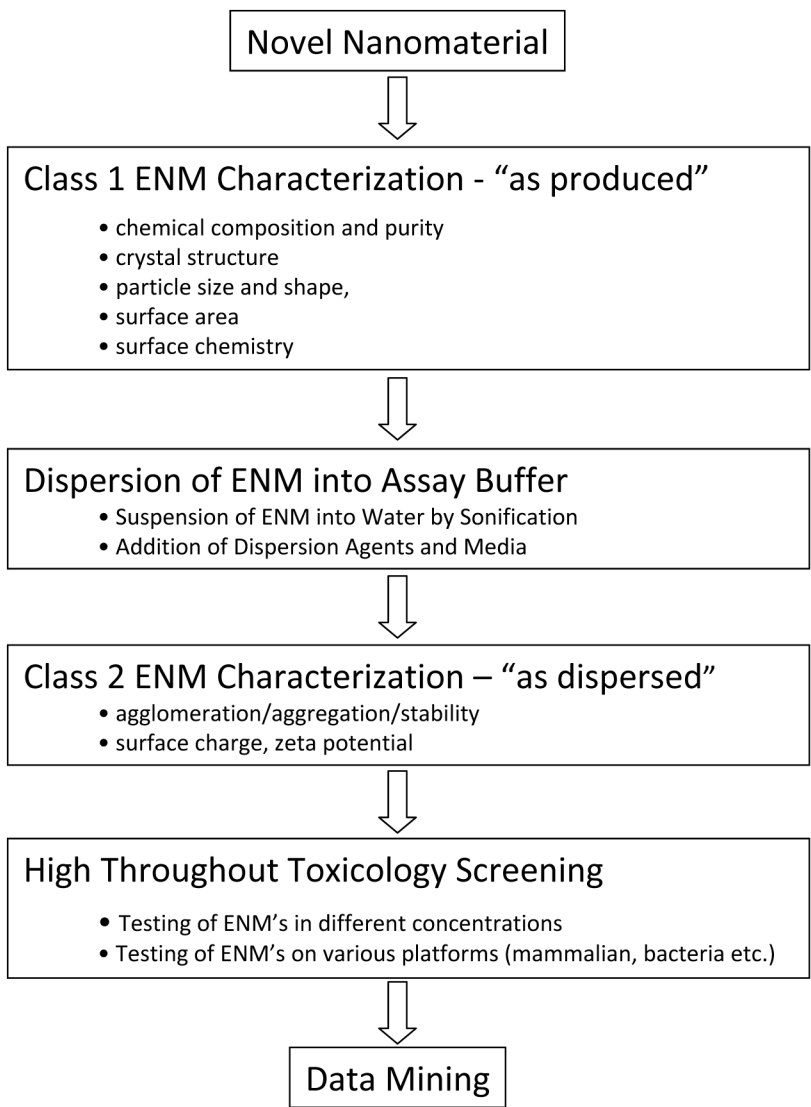 Novel Nanomaterial
Class 1 ENM Characterization - “as produced”
• chemical composition and purity
• crystal structure
• particle size and shape,
• surface area
• surface chemistry
Dispersion of ENM into Assay Buffer
• Suspension of ENM into Water by Sonification
• Addition of Dispersion Agents and Media
Class 2 ENM Characterization – “as dispersed”
• agglomeration/aggregation/stability
• surface charge, zeta potential
High Throughout Toxicology Screening
• Testing of ENM’s in different concentrations
• Testing of ENM’s on various platforms (mammalian, bacteria etc.)
Data Mining